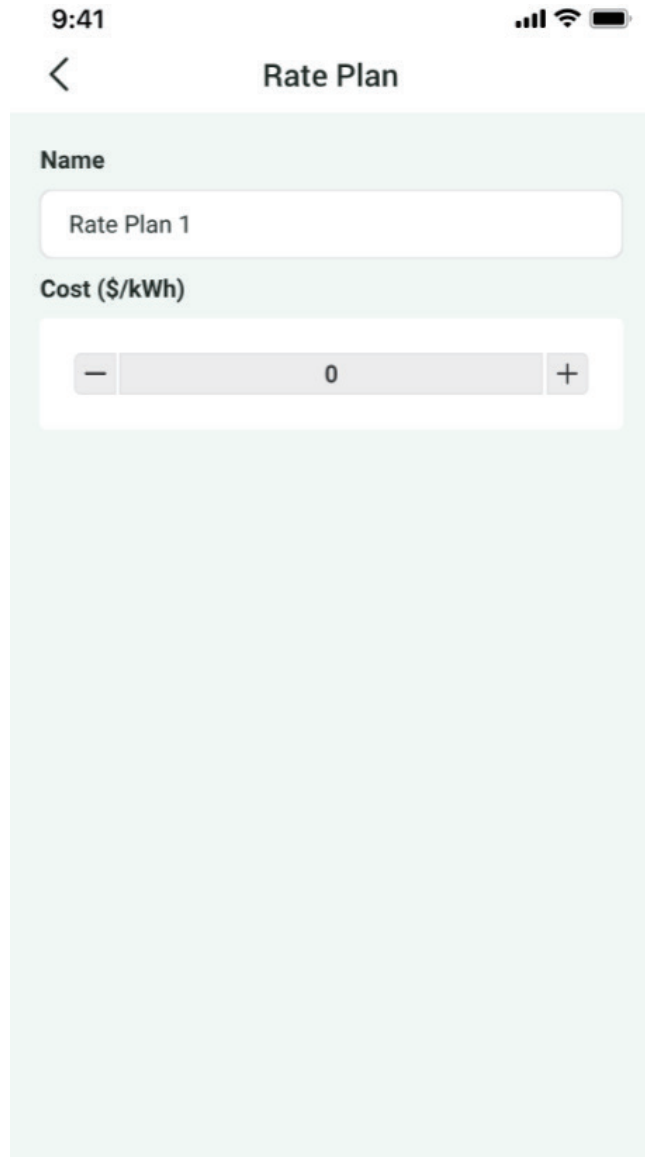 9:41
Rate Plan
Name
Rate Plan 1
Cost ($/kWh)
− 0 +